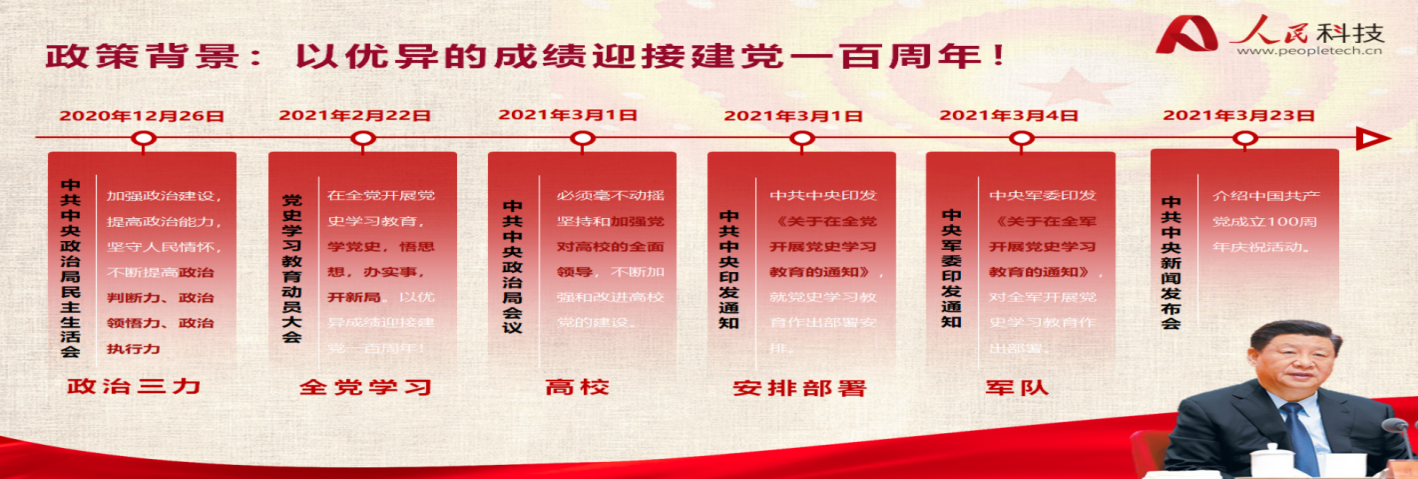 政策背景：以优异的成绩迎接建党一百周年！
人民科技
www.peopletech.cn
2020年12月26日
中共中央政治局民主生活会
加强政治建设，
提高政治能力，
坚守人民情怀，
不断提高政治
判断力、政治
领悟力、政治
执行力
政治三力
2021年2月22日
党史学习教育动员大会
在全党开展党
史学习教育，
学党史，悟思
想，办实事，
开新局。以优
异成绩迎接建
党一百周年！
全党学习
2021年3月1日
中共中央政治局会议
必须毫不动摇
坚持和加强党
对高校的全面
领导，不断加
强和改进高校
党的建设。
高校
2021年3月1日
中共中央印发通知
中共中央印发
《关于在全党
开展党史学习
教育的通知》，
就党史学习教
育作出部署安
排。
安排部署
2021年3月4日
中央军委印发通知
中央军委印发
《关于在全军
开展党史学习
教育的通知》，
对全军开展党
史学习教育作
出部署。
军队
2021年3月23日
中共中央新闻发布会
介绍中国共产
党成立100周
年庆祝活动。